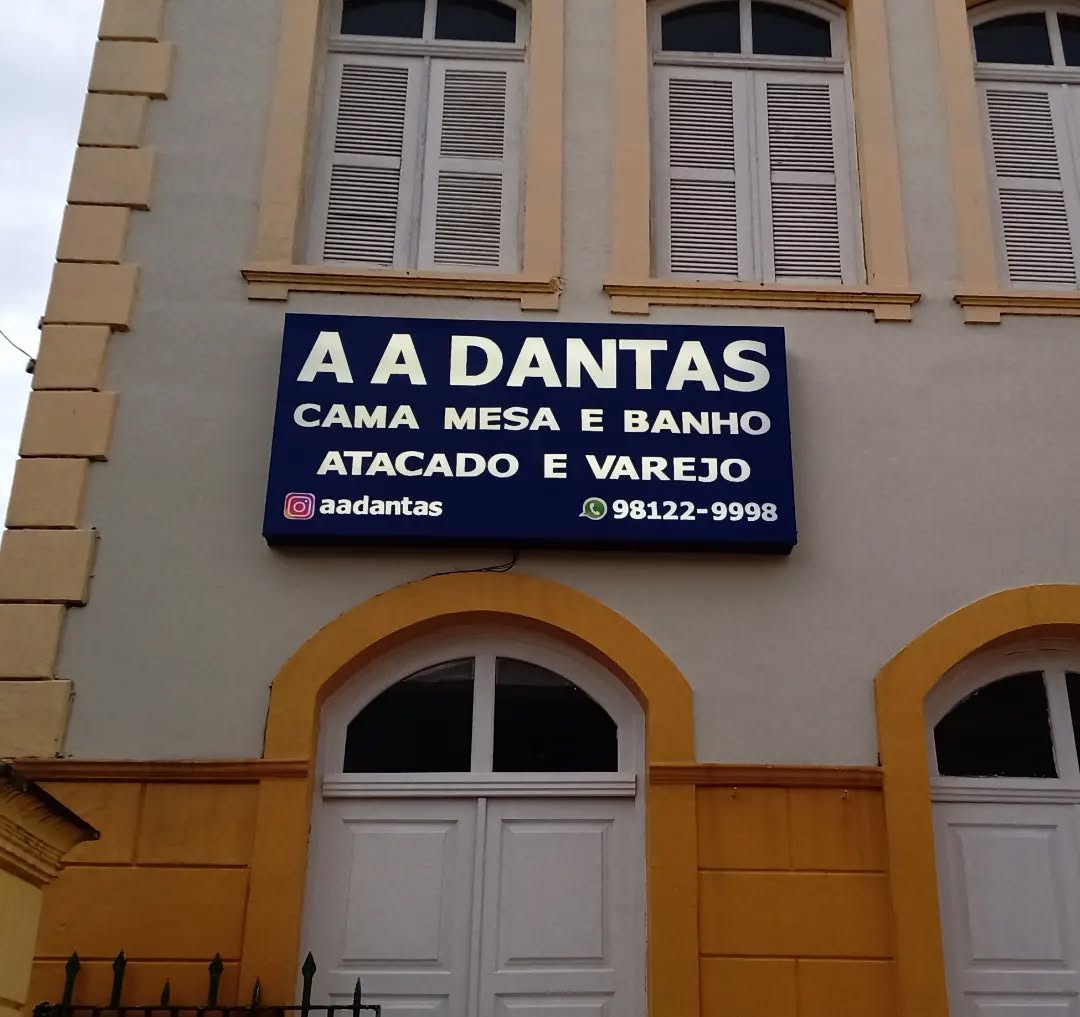 A A DANTAS
CAMA MESA E BANHO
ATACADO E VAREJO
aadantas 98122-9998